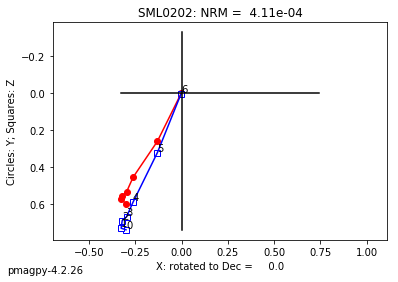 SML0202: NRM = 4.11e-04
Circles: Y; Squares: Z
−0.2
0.0
0.2
0.4
0.6
6
5
4
3
0
−0.50 −0.25 0.00 0.25 0.50 0.75 1.00
X: rotated to Dec = 0.0
pmagpy-4.2.26